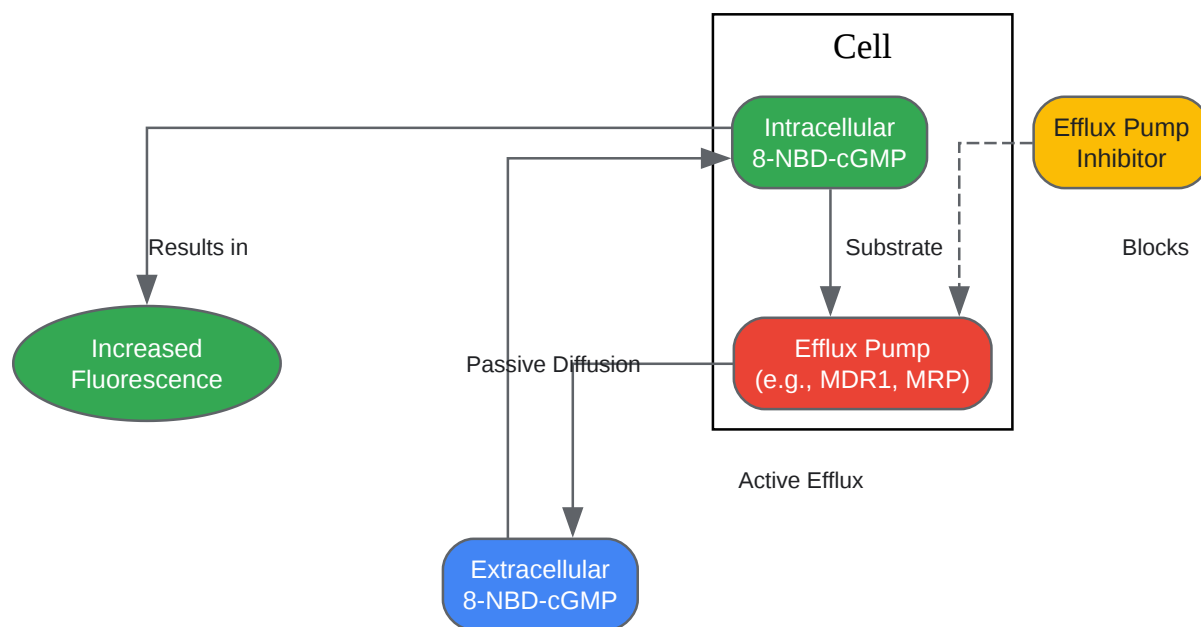 Cell
Intracellular
8-NBD-cGMP
Efflux Pump
Inhibitor
Results in
Substrate
Blocks
Increased
Fluorescence
Passive Diffusion
Efflux Pump
(e.g., MDR1, MRP)
Active Efflux
Extracellular
8-NBD-cGMP